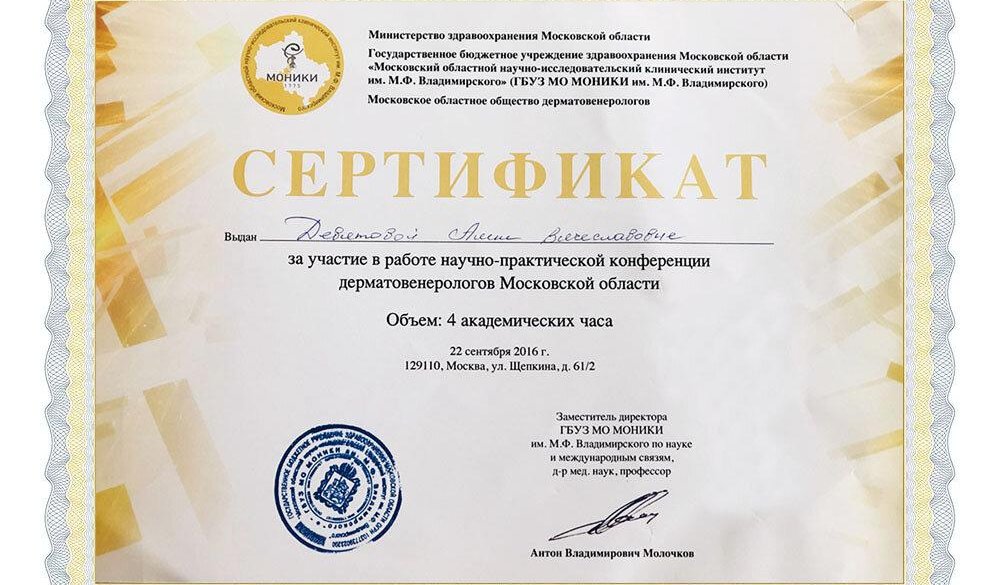 Министерство здравоохранения Московской области
Государственное бюджетное учреждение здравоохранения Московской области
«Московский областной научно-исследовательский клинический институт
им. М.Ф. Владимирского» (ГБУЗ МО МОНИКИ им. М.Ф. Владимирского)
Московское областное общество дерматовенерологов
МОНИКИ
1775
СЕРТИФИКАТ
Выдан Девятовой Алине Вячеславовне
за участие в работе научно-практической конференции
дерматовенерологов Московской области
Объем: 4 академических часа
22 сентября 2016 г.
129110, Москва, ул. Щепкина, д. 61/2
Заместитель директора
ГБУЗ МО МОНИКИ
им. М.Ф. Владимирского по науке
и международным связям,
д-р мед. наук, профессор
Антон Владимирович Молочков